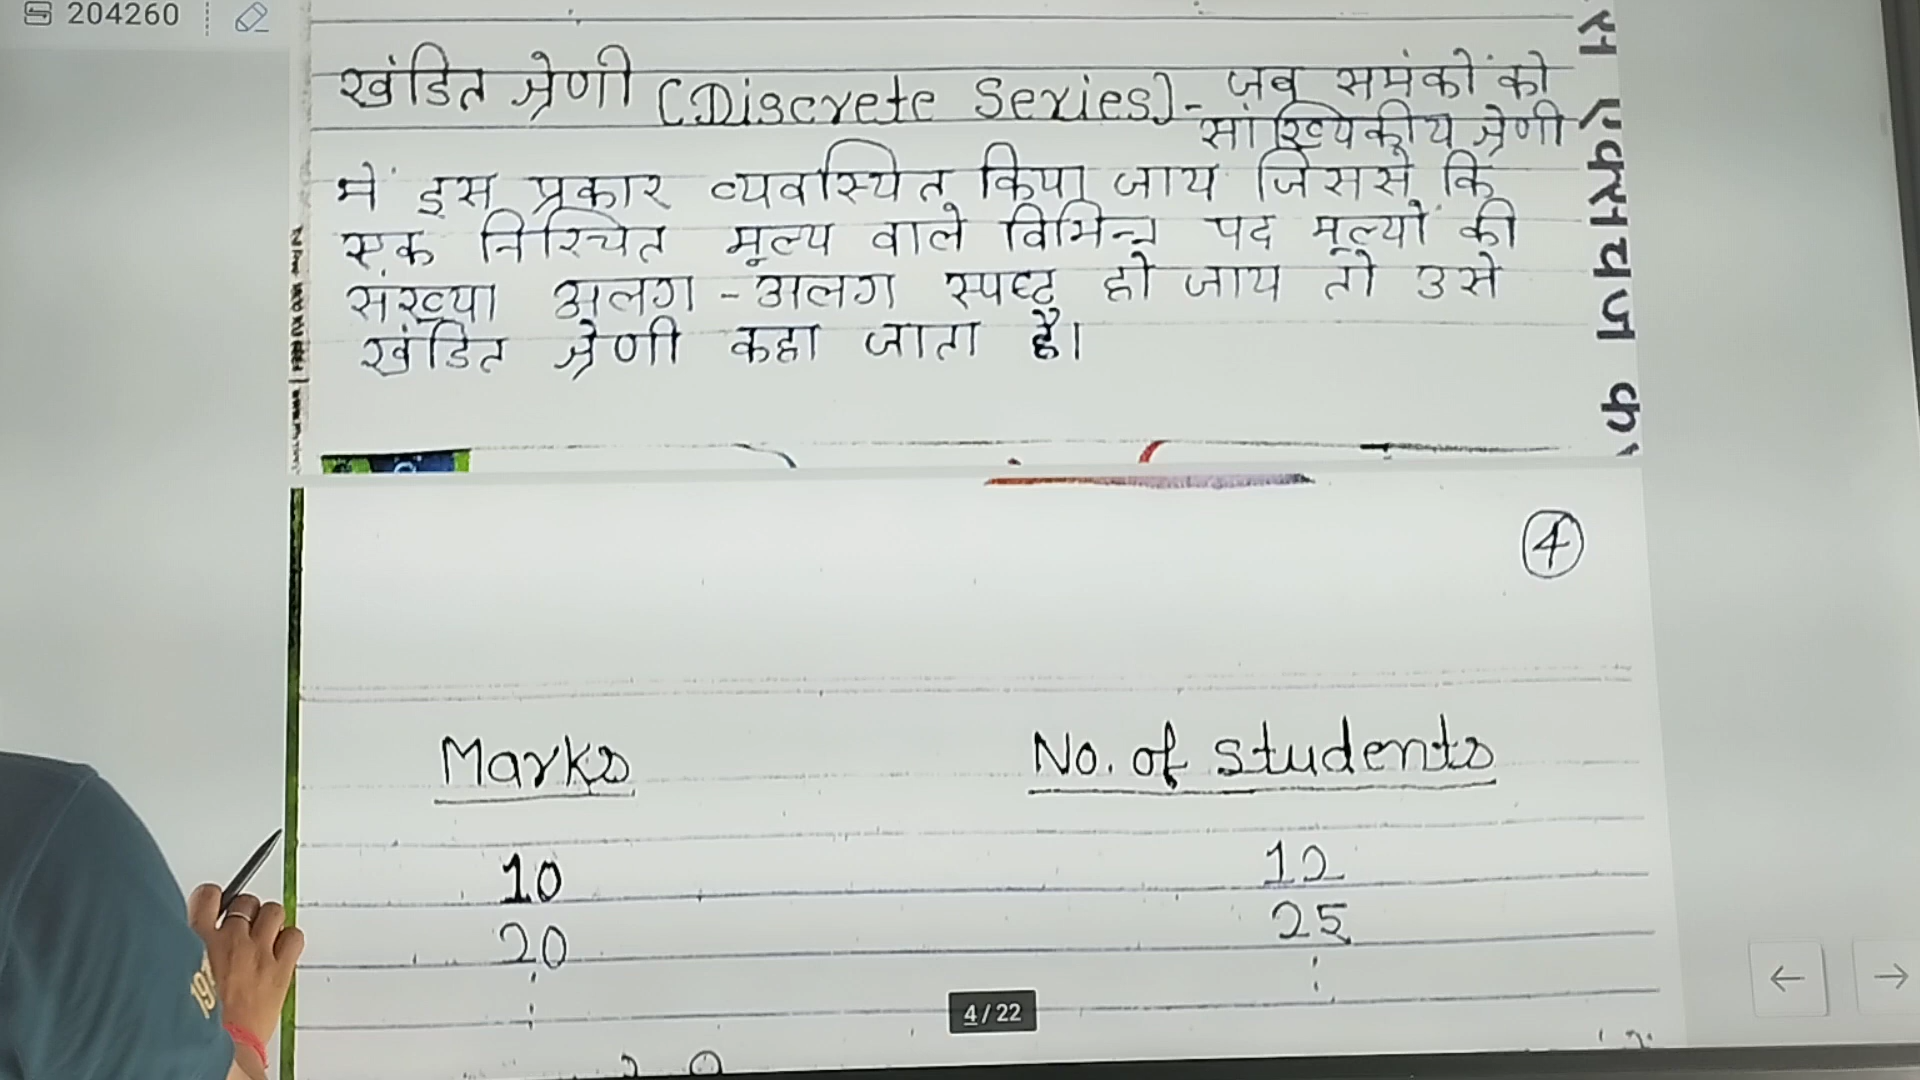 204260
खंडित श्रेणी (Discrete Series)- जब समंकों को
सांख्यिकीय श्रेणी
में इस प्रकार व्यवस्थित किया जाय जिससे कि
एक निश्चित मूल्य वाले विभिन्न पद मूल्यों की
संख्या अलग-अलग स्पष्ट हो जाय तो उसे
खंडित श्रेणी कहा जाता है।
4
Marks No. of students
10 12
20 25
4/22